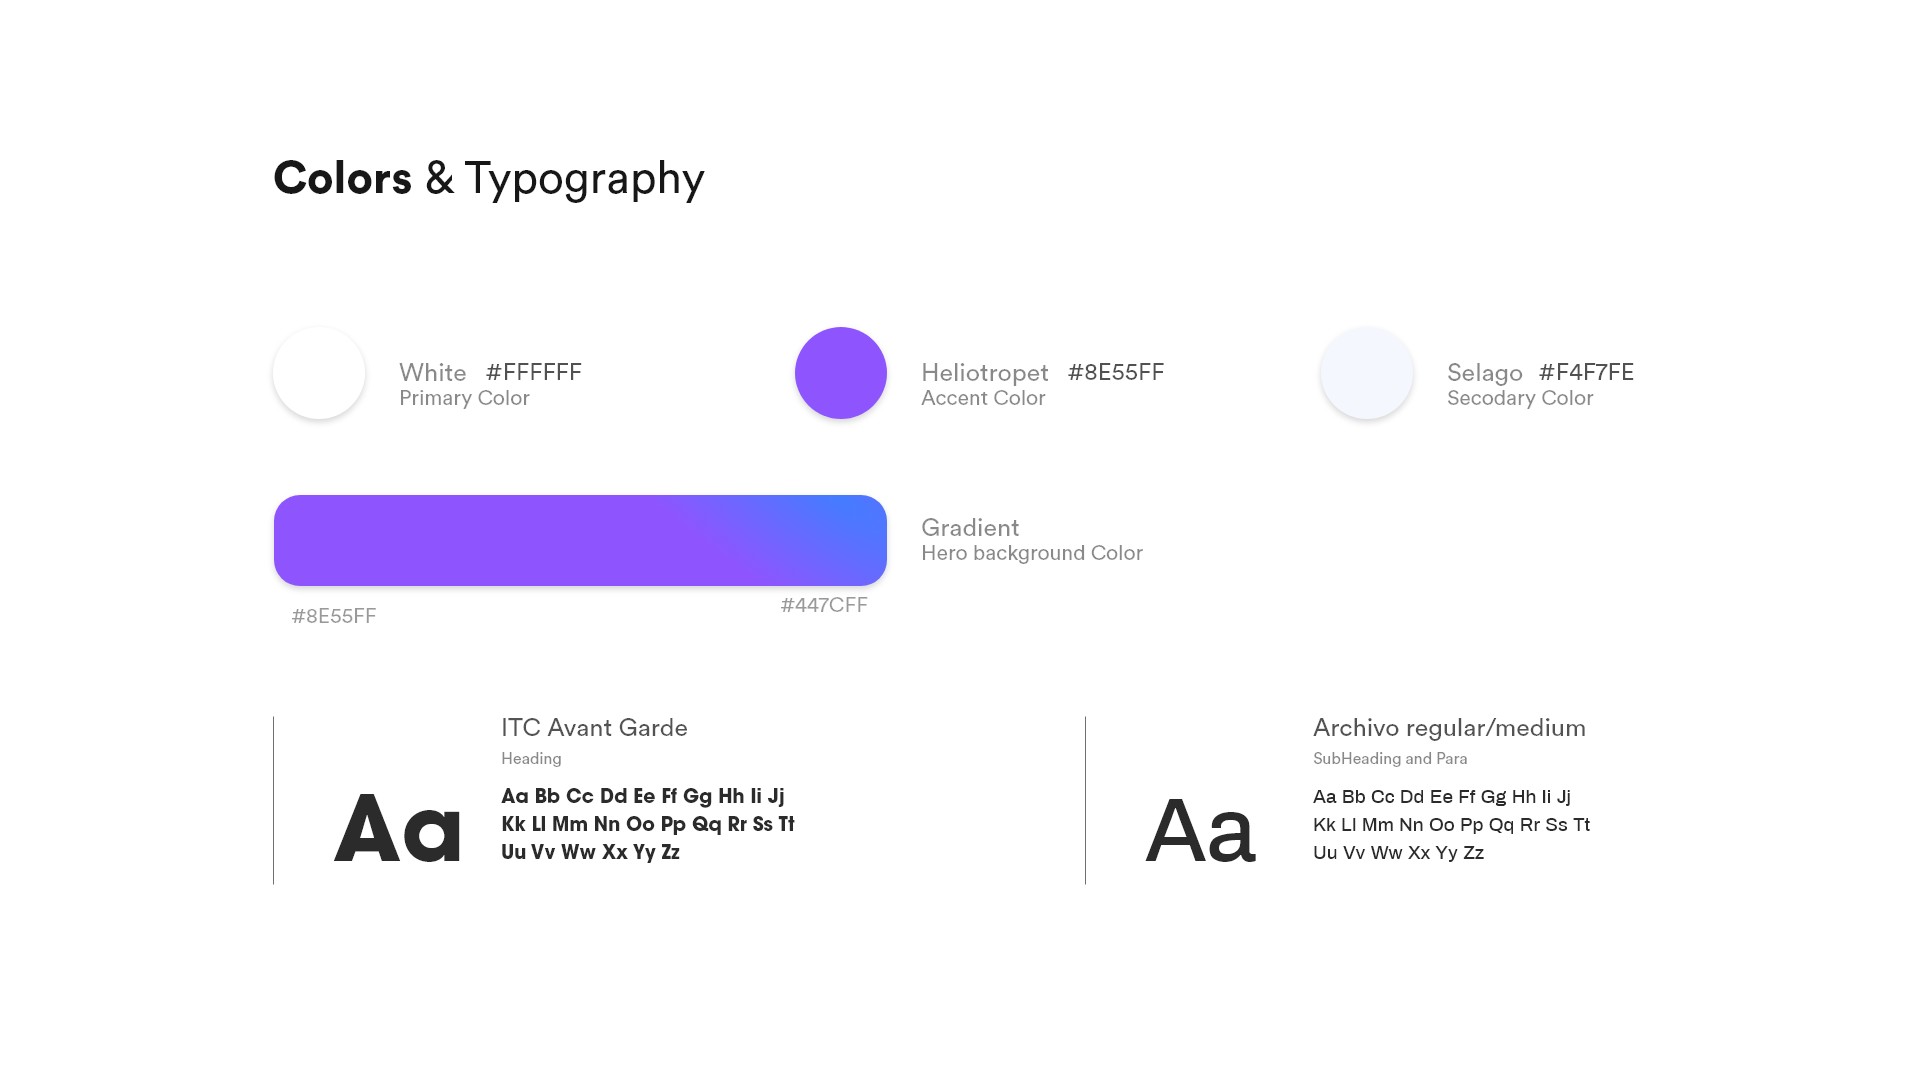 Colors & Typography
White #FFFFFF
Primary Color
Heliotropet #8E55FF
Accent Color
Selago #F4F7FE
Secodary Color
Gradient
Hero background Color
#8E55FF
#447CFF
ITC Avant Garde
Heading
Aa
Aa Bb Cc Dd Ee Ff Gg Hh Ii Jj
Kk Ll Mm Nn Oo Pp Qq Rr Ss Tt
Uu Vv Ww Xx Yy Zz
Archivo regular/medium
SubHeading and Para
Aa
Aa Bb Cc Dd Ee Ff Gg Hh Ii Jj
Kk Ll Mm Nn Oo Pp Qq Rr Ss Tt
Uu Vv Ww Xx Yy Zz